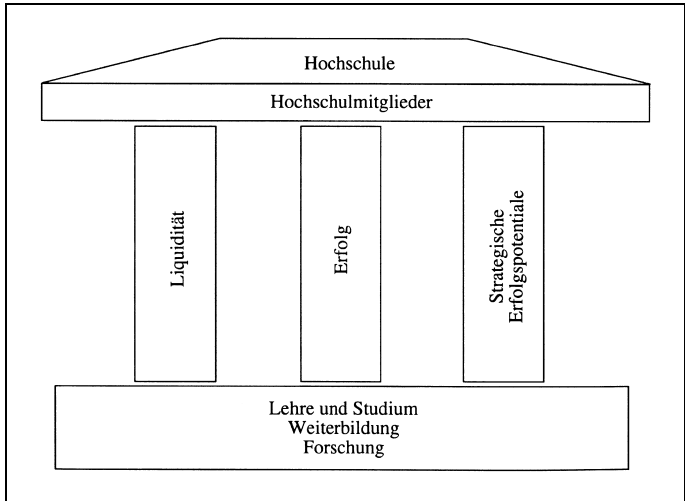 Hochschule
Hochschulmitglieder
Liquidität
Erfolg
Strategische
Erfolgspotentiale
Lehre und Studium
Weiterbildung
Forschung